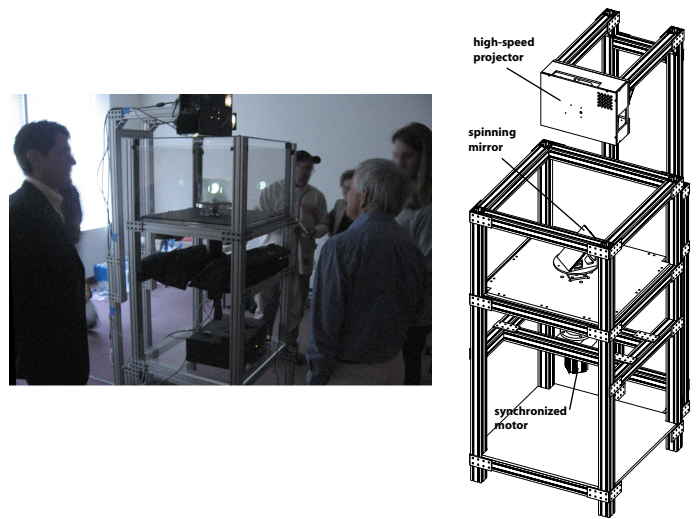 high-speed
projector
spinning
mirror
synchronized
motor